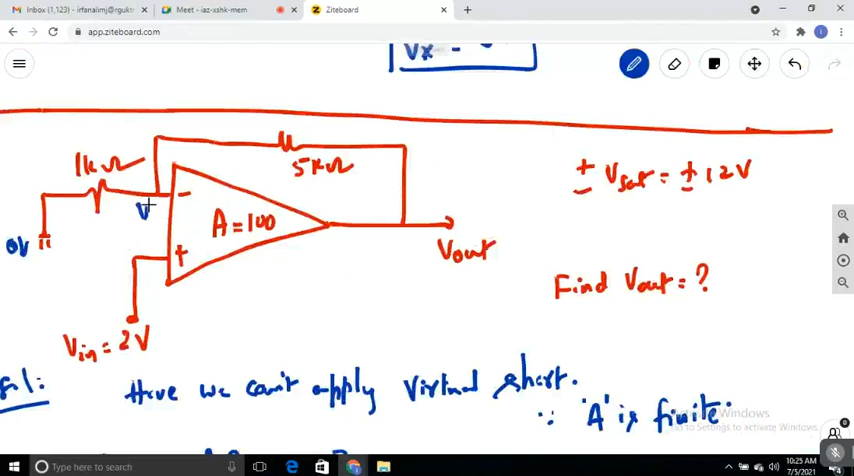 Inbox (1,123) - irfanalimj@rgukt
Meet - iaz-xshk-mem
Ziteboard
app.ziteboard.com
1kΩ
5kΩ
± Vsat = ± 12V
-
V
A = 100
+
0V
Vout
Find Vout = ?
Vin = 2V
Here we can't apply virtual short.
∵ 'A' is finite.
Activate Windows
Go to Settings to activate Windows.
Type here to search
10:25 AM
7/5/2021